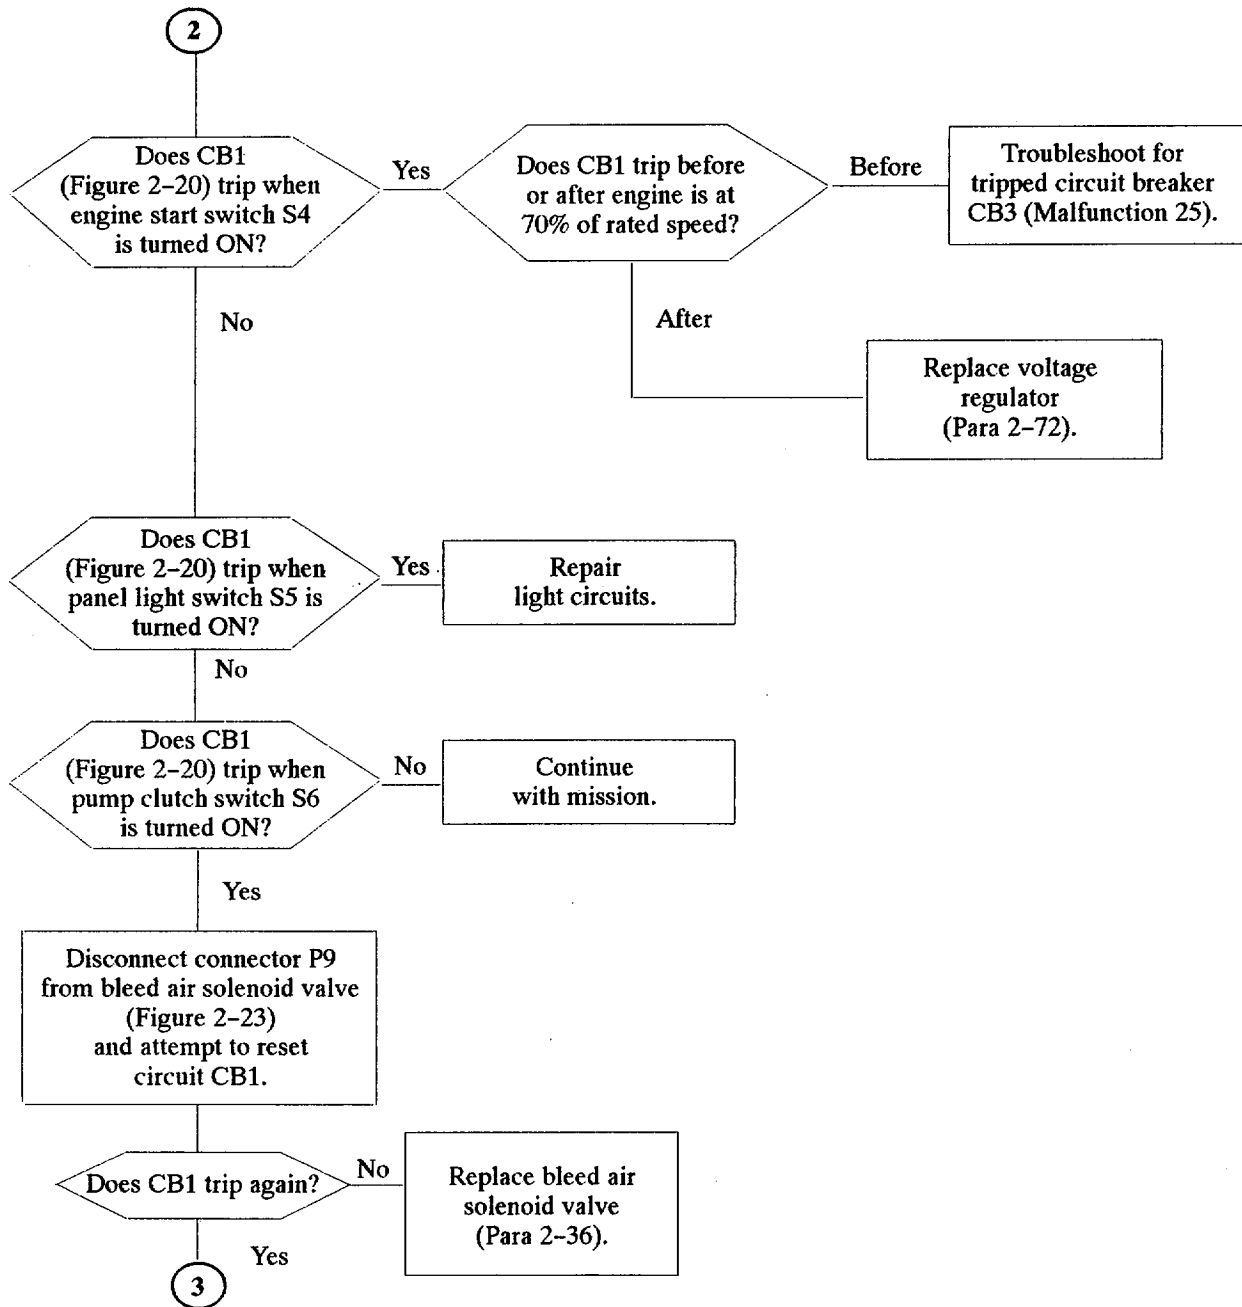 2
Does CB1
(Figure 2–20) trip when
engine start switch S4
is turned ON?
Yes
Does CB1 trip before
or after engine is at
70% of rated speed?
Before
Troubleshoot for
tripped circuit breaker
CB3 (Malfunction 25).
No
After
Replace voltage
regulator
(Para 2–72).
Does CB1
(Figure 2–20) trip when
panel light switch S5 is
turned ON?
Yes
Repair
light circuits.
No
Does CB1
(Figure 2–20) trip when
pump clutch switch S6
is turned ON?
No
Continue
with mission.
Yes
Disconnect connector P9
from bleed air solenoid valve
(Figure 2–23)
and attempt to reset
circuit CB1.
Does CB1 trip again?
No
Replace bleed air
solenoid valve
(Para 2–36).
Yes
3